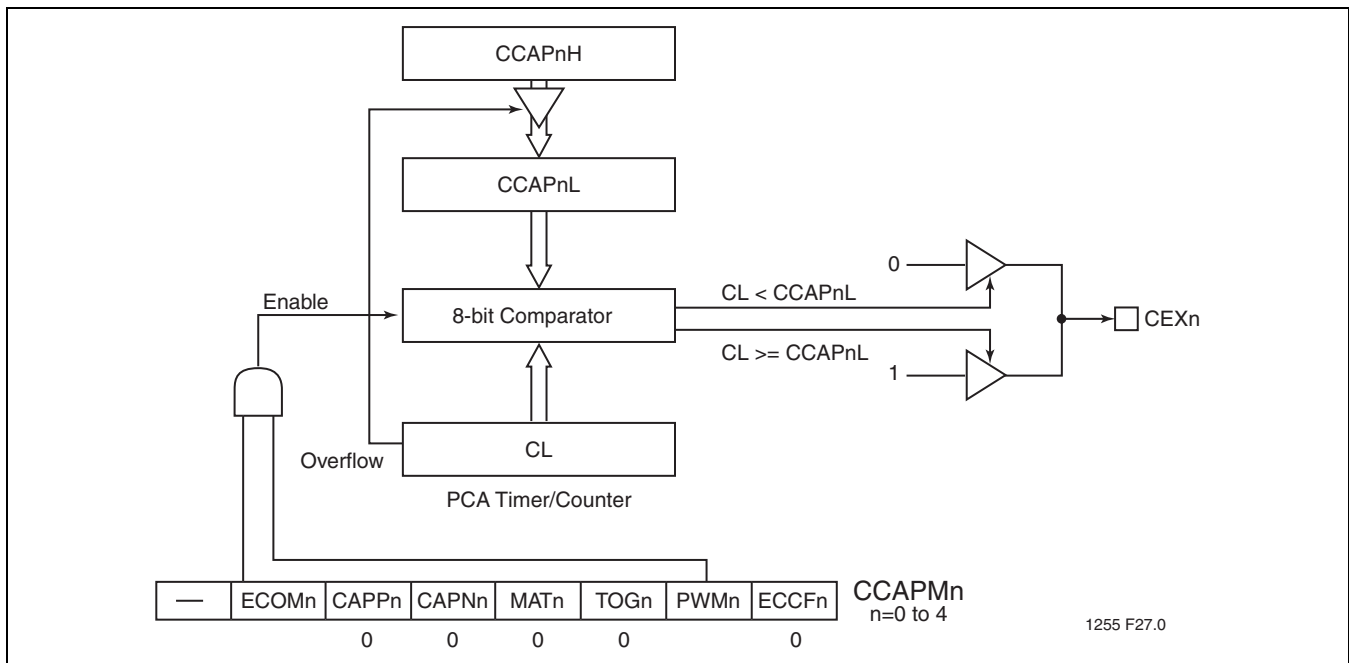 CCAPnH
CCAPnL
0
CL < CCAPnL
Enable
8-bit Comparator
CEXn
CL >= CCAPnL
1
CL
Overflow
PCA Timer/Counter
— ECOMn CAPPn CAPNn MATn TOGn PWMn ECCFn CCAPMn
n=0 to 4
0 0 0 0 0
1255 F27.0